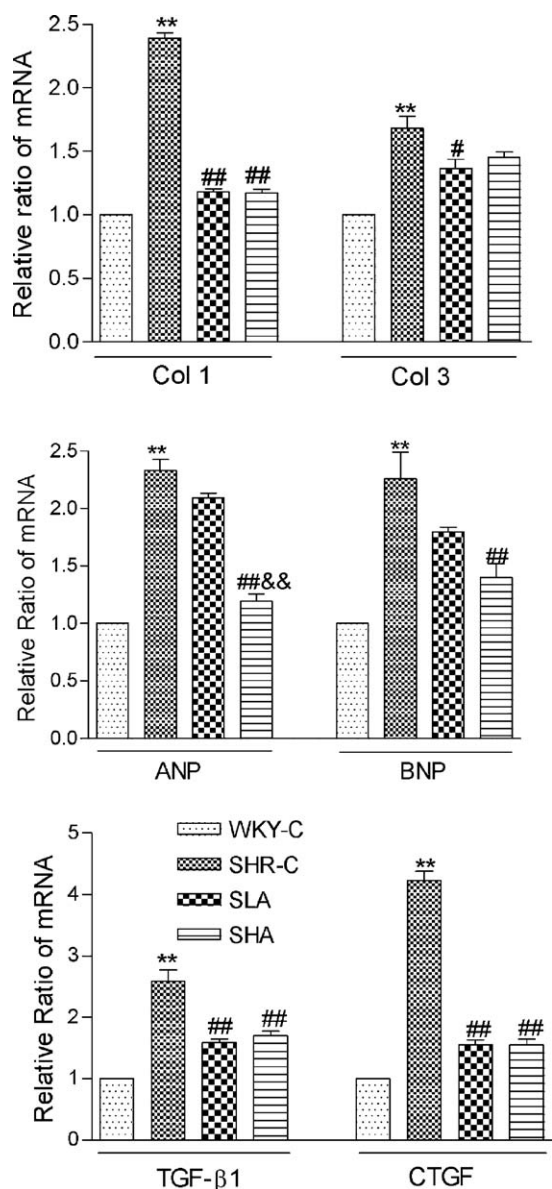 Relative ratio of mRNA
2.5
2.0
1.5
1.0
0.5
0.0
**
##
##
**
#
Col 1
Col 3
Relative Ratio of mRNA
2.5
2.0
1.5
1.0
0.5
0.0
**
##&&
**
##
ANP
BNP
Relative Ratio of mRNA
4
3
2
1
0
WKY-C
SHR-C
SLA
SHA
**
##
##
**
##
##
TGF-β1
CTGF